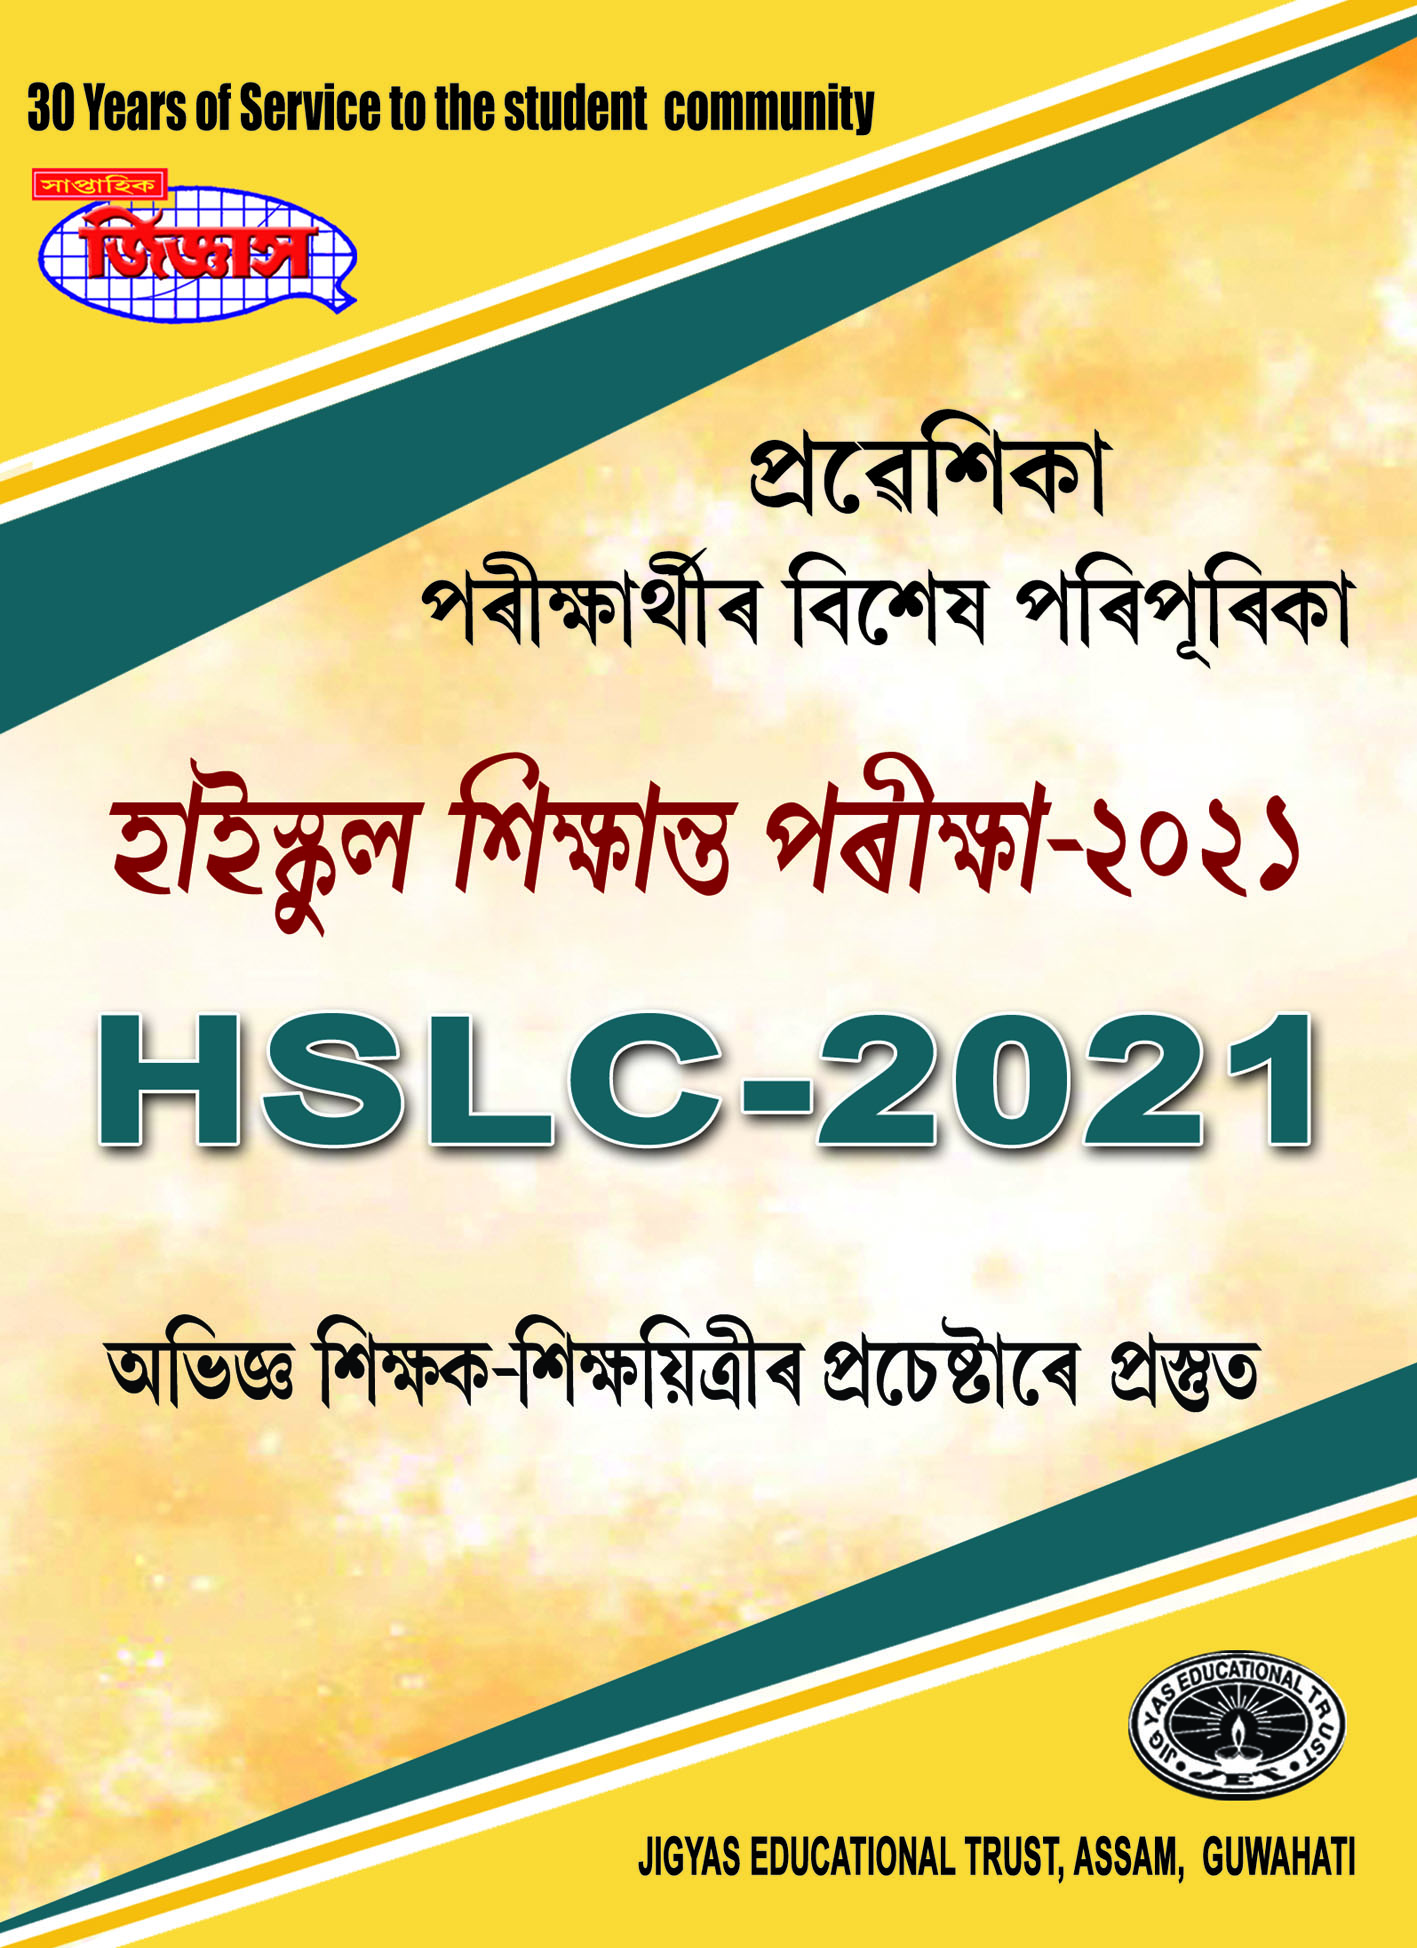 30 Years of Service to the student community
সাপ্তাহিক
জিজ্ঞাস
প্ৰৱেশিকা
পৰীক্ষাৰ্থীৰ বিশেষ পৰিপূৰিকা
হাইস্কুল শিক্ষান্ত পৰীক্ষা-২০২১
HSLC-2021
অভিজ্ঞ শিক্ষক-শিক্ষয়িত্ৰীৰ প্ৰচেষ্টাৰে প্ৰস্তুত
JIGYAS EDUCATIONAL TRUST
JET
JIGYAS EDUCATIONAL TRUST, ASSAM, GUWAHATI